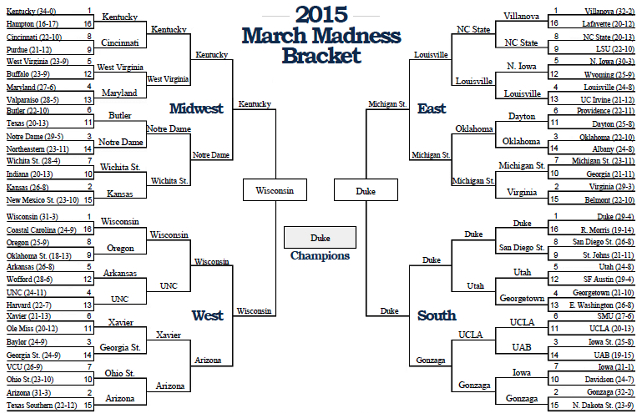 2015
March Madness
Bracket
Kentucky (34-0) 1
Hampton (16-17) 16
Cincinnati (22-10) 8
Purdue (21-12) 9
West Virginia (23-9) 5
Buffalo (23-9) 12
Maryland (27-6) 4
Valparaiso (28-5) 13
Butler (22-10) 6
Texas (20-13) 11
Notre Dame (29-5) 3
Northeastern (23-11) 14
Wichita St. (28-4) 7
Indiana (20-13) 10
Kansas (26-8) 2
New Mexico St. (23-10) 15
Kentucky
Cincinnati
West Virginia
Maryland
Butler
Notre Dame
Wichita St.
Kansas
Kentucky
West Virginia
Notre Dame
Wichita St.
Kentucky
Notre Dame
Midwest
Kentucky
Wisconsin (31-3) 1
Coastal Carolina (24-9) 16
Oregon (25-9) 8
Oklahoma St. (18-13) 9
Arkansas (26-8) 5
Wofford (28-6) 12
UNC (24-11) 4
Harvard (22-7) 13
Xavier (21-13) 6
Ole Miss (20-12) 11
Baylor (24-9) 3
Georgia St. (24-9) 14
VCU (26-9) 7
Ohio St.(23-10) 10
Arizona (31-3) 2
Texas Southern (22-12) 15
Wisconsin
Oregon
Arkansas
UNC
Xavier
Georgia St.
Ohio St.
Arizona
Wisconsin
UNC
Xavier
Arizona
Wisconsin
Arizona
West
Wisconsin
Wisconsin
Duke
Duke
Champions
Michigan St.
East
Louisville
Michigan St.
NC State
Louisville
Oklahoma
Michigan St.
Villanova
NC State
N. Iowa
Louisville
Dayton
Oklahoma
Michigan St.
Virginia
1 Villanova (32-2)
16 Lafayette (20-12)
8 NC State (20-13)
9 LSU (22-10)
5 N. Iowa (30-3)
12 Wyoming (25-9)
4 Louisville (24-8)
13 UC Irvine (21-12)
6 Providence (22-11)
11 Dayton (25-8)
3 Oklahoma (22-10)
14 Albany (24-8)
7 Michigan St. (23-11)
10 Georgia (21-11)
2 Virginia (29-3)
15 Belmont (22-10)
Duke
South
Duke
Gonzaga
Duke
Utah
UCLA
Gonzaga
Duke
San Diego St.
Utah
Georgetown
UCLA
UAB
Iowa
Gonzaga
1 Duke (29-4)
16 R. Morris (19-14)
8 San Diego St. (26-8)
9 St. Johns (21-11)
5 Utah (24-8)
12 SF Austin (29-4)
4 Georgetown (21-10)
13 E. Washington (26-8)
6 SMU (27-6)
11 UCLA (20-13)
3 Iowa St. (25-8)
14 UAB (19-15)
7 Iowa (21-1)
10 Davidson (24-7)
2 Gonzaga (32-2)
15 N. Dakota St. (23-9)